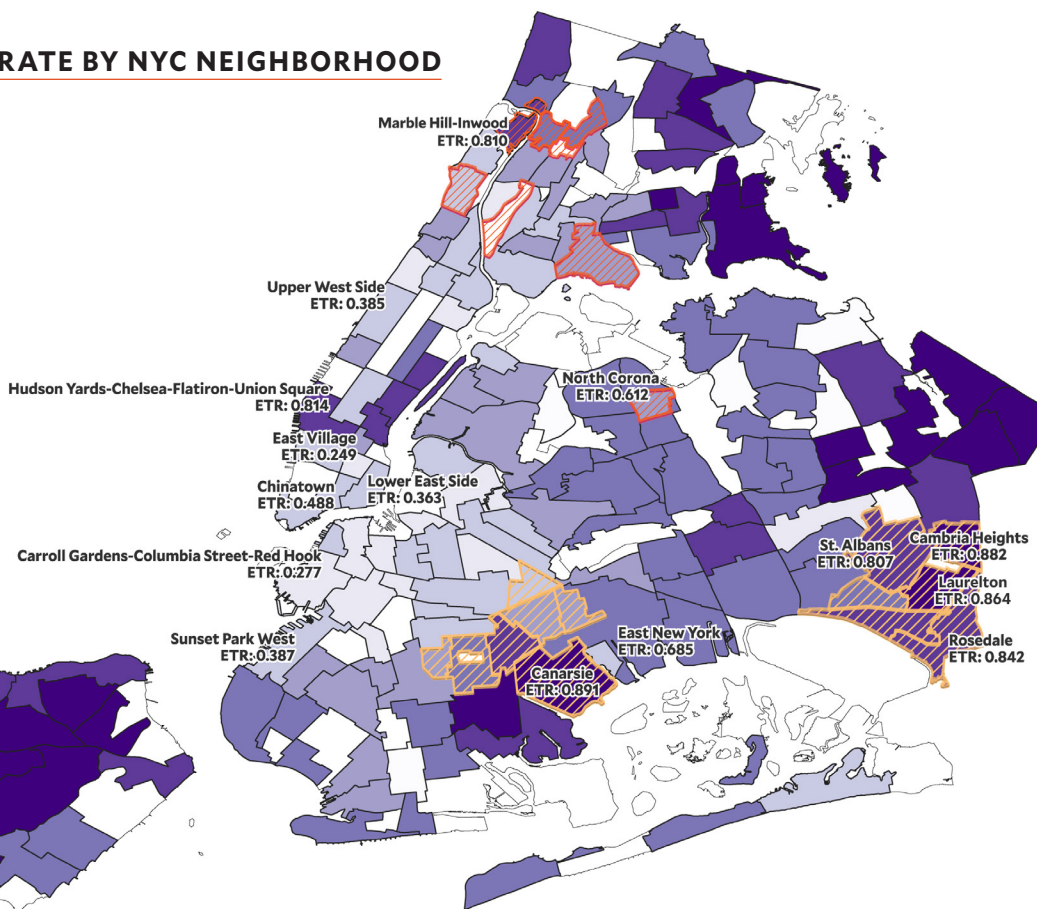 RATE BY NYC NEIGHBORHOOD
Marble Hill-Inwood
ETR: 0.810
Upper West Side
ETR: 0.385
Hudson Yards-Chelsea-Flatiron-Union Square
ETR: 0.814
North Corona
ETR: 0.612
East Village
ETR: 0.249
Chinatown
ETR: 0.488
Lower East Side
ETR: 0.363
Carroll Gardens-Columbia Street-Red Hook
ETR: 0.277
St. Albans
ETR: 0.807
Cambria Heights
ETR: 0.882
Laurelton
ETR: 0.864
Sunset Park West
ETR: 0.387
East New York
ETR: 0.685
Rosedale
ETR: 0.842
Canarsie
ETR: 0.891